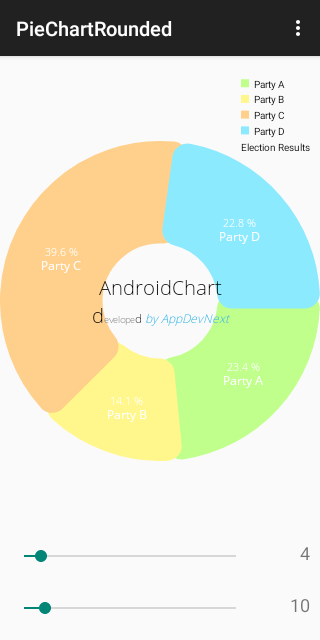 PieChartRounded
Party A
Party B
Party C
Party D
Election Results
22.8 %
Party D
39.6 %
Party C
AndroidChart
developed by AppDevNext
23.4 %
Party A
14.1 %
Party B
4
10